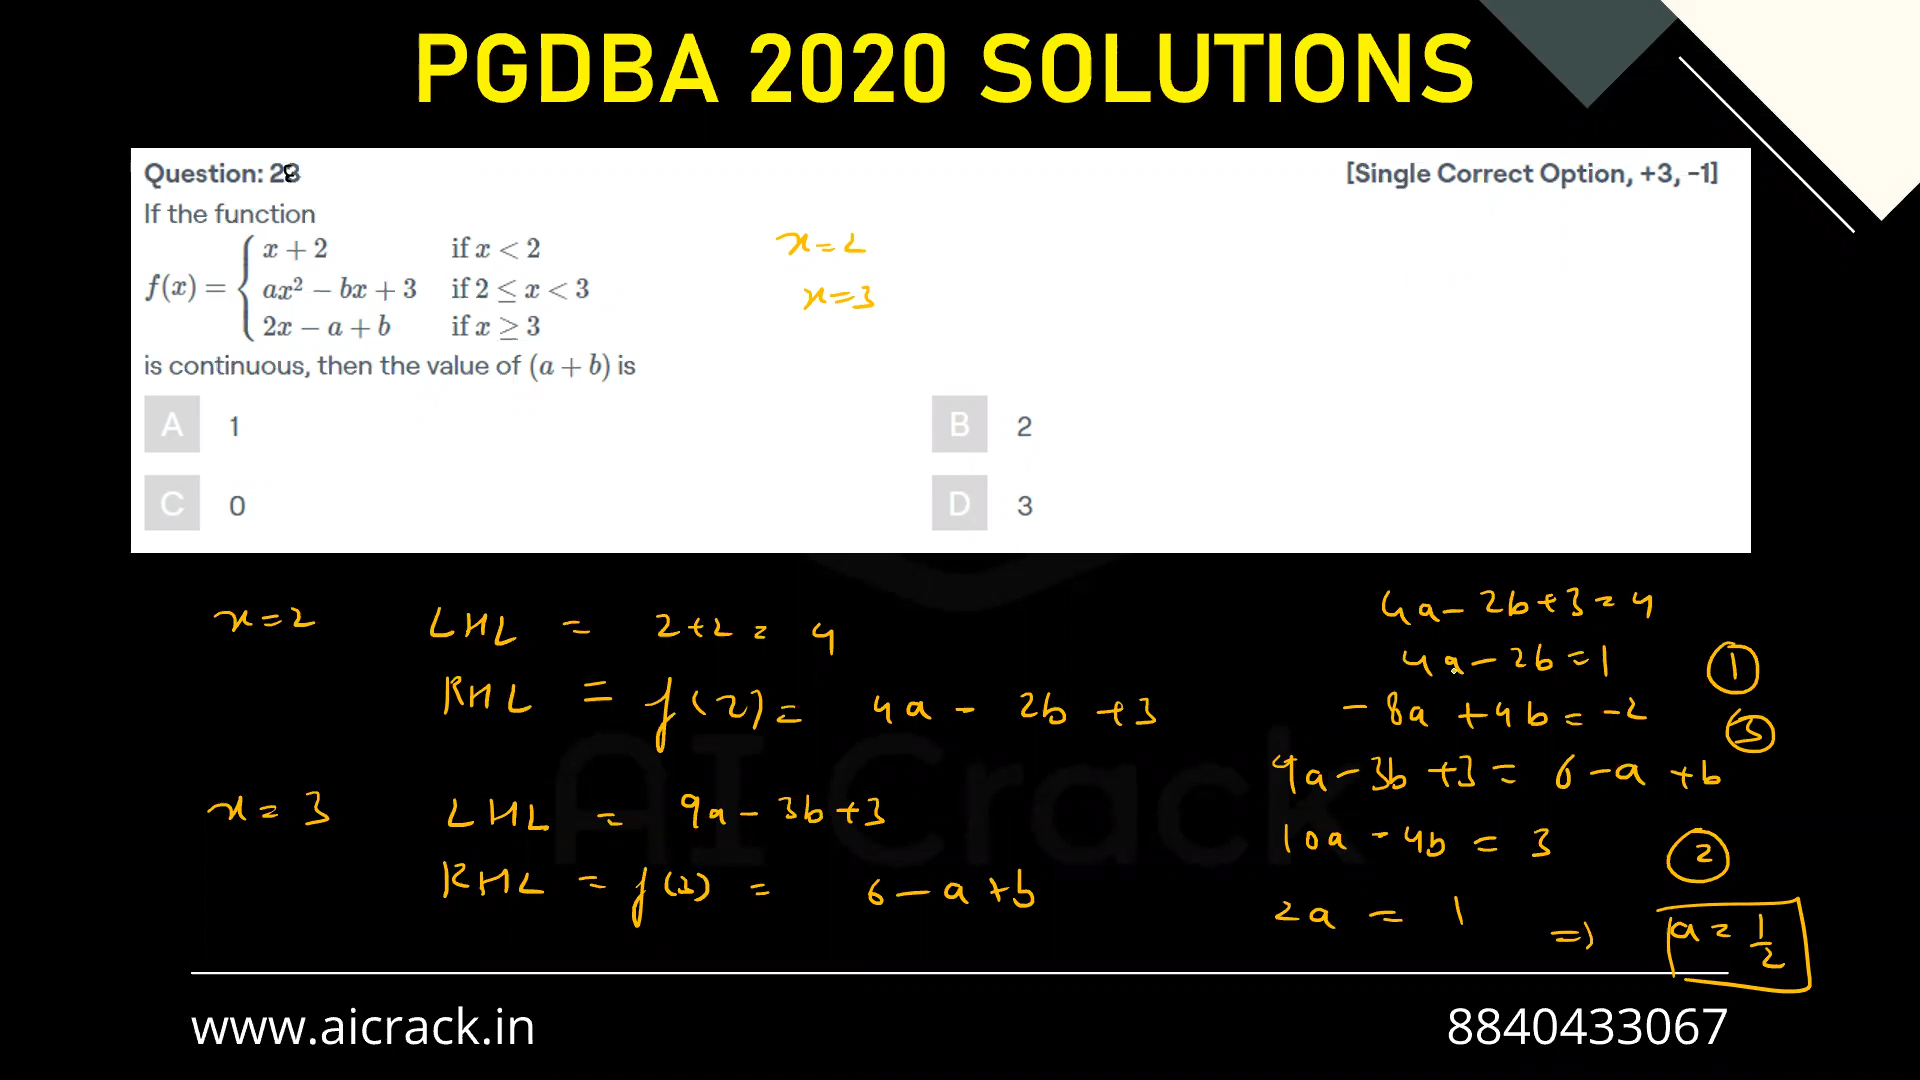 PGDBA 2020 SOLUTIONS
Question: 28 [Single Correct Option, +3, -1]
If the function
f(x) = { x + 2 if x < 2
ax² − bx + 3 if 2 ≤ x < 3
2x − a + b if x ≥ 3
x = 2
x = 3
is continuous, then the value of (a + b) is
A 1 B 2
C 0 D 3
x = 2 LHL = 2+2 = 4
RHL = f(2) = 4a - 2b + 3
x = 3 LHL = 9a - 3b + 3
RHL = f(3) = 6 - a + b
4a - 2b + 3 = 4
4a - 2b = 1 ①
- 8a + 4b = -2 ③
9a - 3b + 3 = 6 - a + b
10a - 4b = 3 ②
2a = 1 => a = 1/2
AI Crack
www.aicrack.in 8840433067